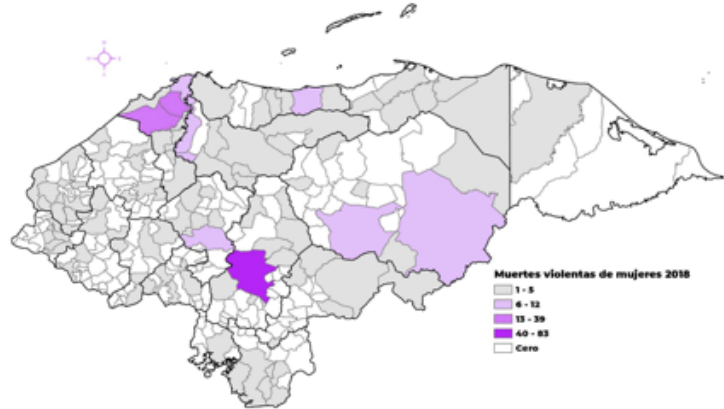 Muertes violentas de mujeres 2018
1 - 5
6 - 12
13 - 39
40 - 83
Cero